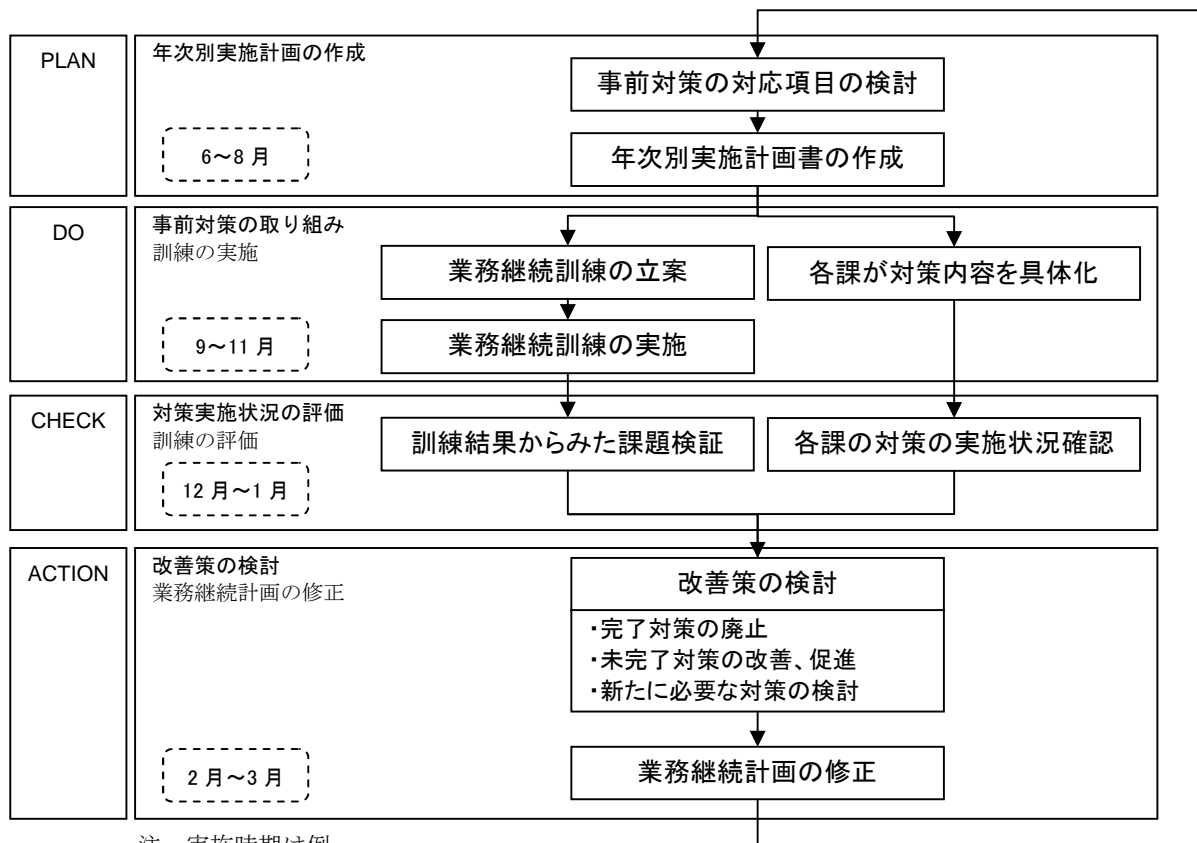 PLAN
年次別実施計画の作成
事前対策の対応項目の検討
6～8 月
年次別実施計画書の作成
DO
事前対策の取り組み
訓練の実施
業務継続訓練の立案
各課が対策内容を具体化
9～11 月
業務継続訓練の実施
CHECK
対策実施状況の評価
訓練の評価
訓練結果からみた課題検証
各課の対策の実施状況確認
12 月～1 月
ACTION
改善策の検討
業務継続計画の修正
改善策の検討
・完了対策の廃止
・未完了対策の改善、促進
・新たに必要な対策の検討
2 月～3 月
業務継続計画の修正
注 実施時期は例